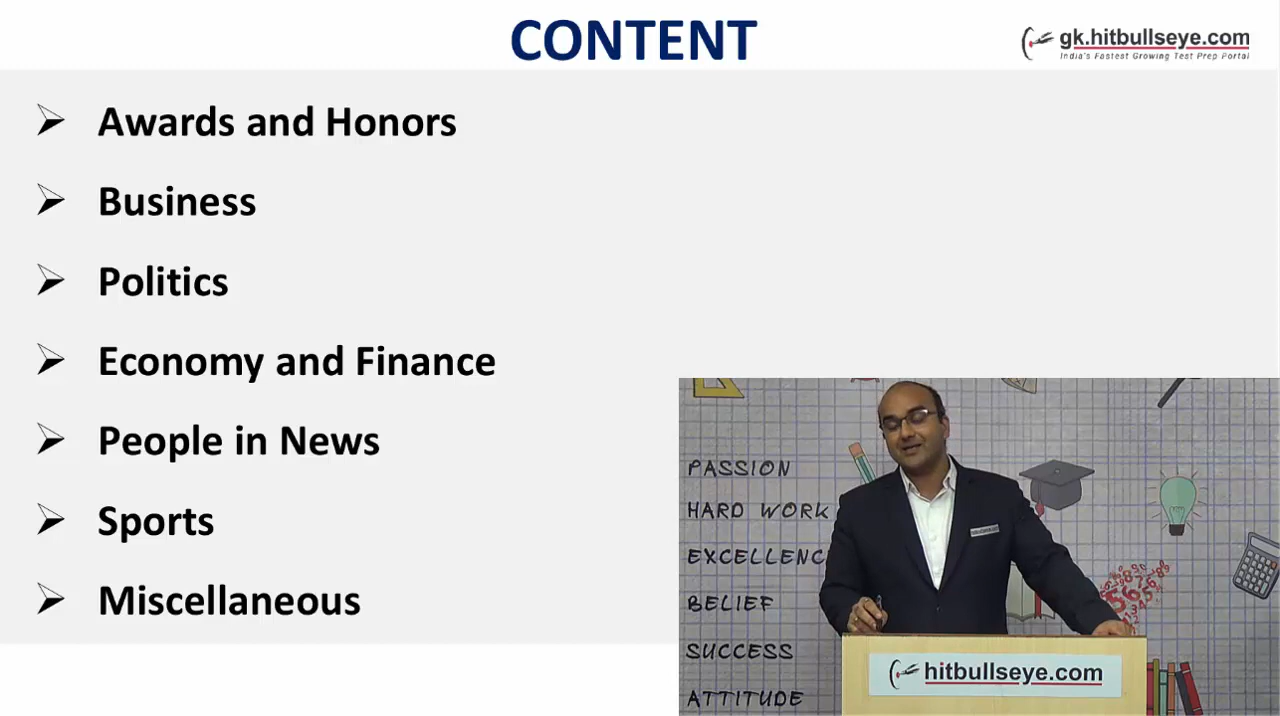 CONTENT
gk.hitbullseye.com
India's Fastest Growing Test Prep Portal
Awards and Honors
Business
Politics
Economy and Finance
People in News
Sports
Miscellaneous
PASSION
HARD WORK
EXCELLENC
BELIEF
SUCCESS
ATTITUDE
hitbullseye.com